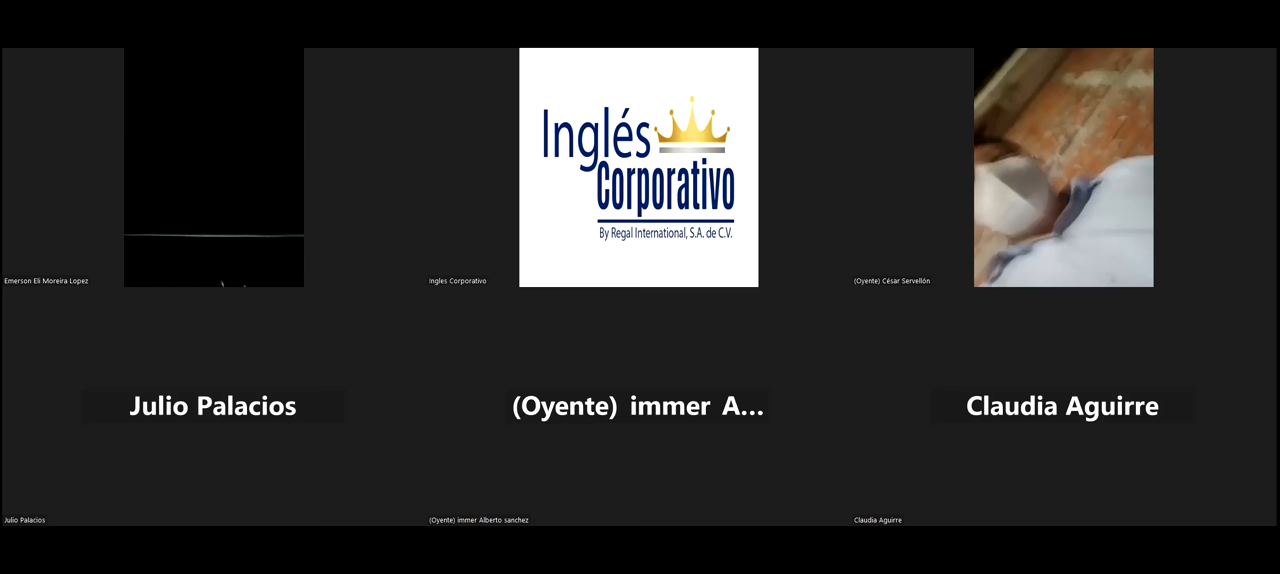 Inglés
Corporativo
By Regal International, S.A. de C.V.
Emerson Eli Moreira Lopez
Ingles Corporativo
(Oyente) César Servellón
Julio Palacios
(Oyente) immer A...
Claudia Aguirre
Julio Palacios
(Oyente) immer Alberto sanchez
Claudia Aguirre